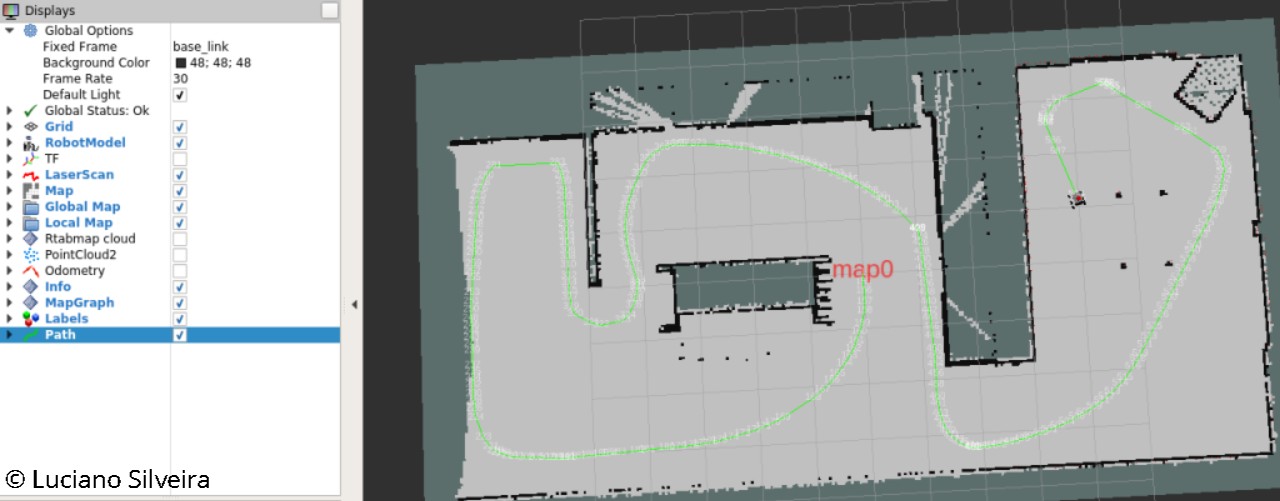 Displays
Global Options
Fixed Frame base_link
Background Color 48; 48; 48
Frame Rate 30
Default Light
Global Status: Ok
Grid
RobotModel
TF
LaserScan
Map
Global Map
Local Map
Rtabmap cloud
PointCloud2
Odometry
Info
MapGraph
Labels
Path
map0
© Luciano Silveira